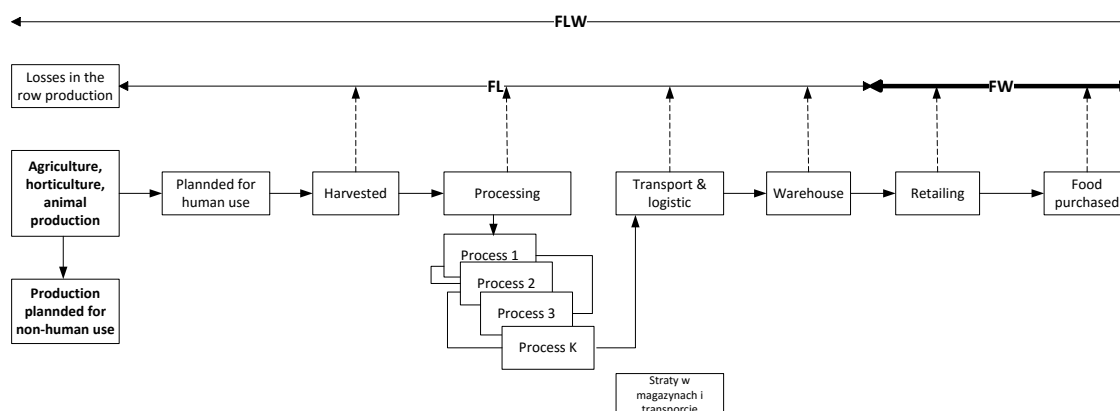 FLW
Losses in the
row production
FL
FW
Agriculture,
horticulture,
animal
production
Plannded for
human use
Harvested
Processing
Transport &
logistic
Warehouse
Retailing
Food
purchased
Process 1
Process 2
Process 3
Process K
Production
plannded for
non-human use
Straty w
magazynach i
transporcie